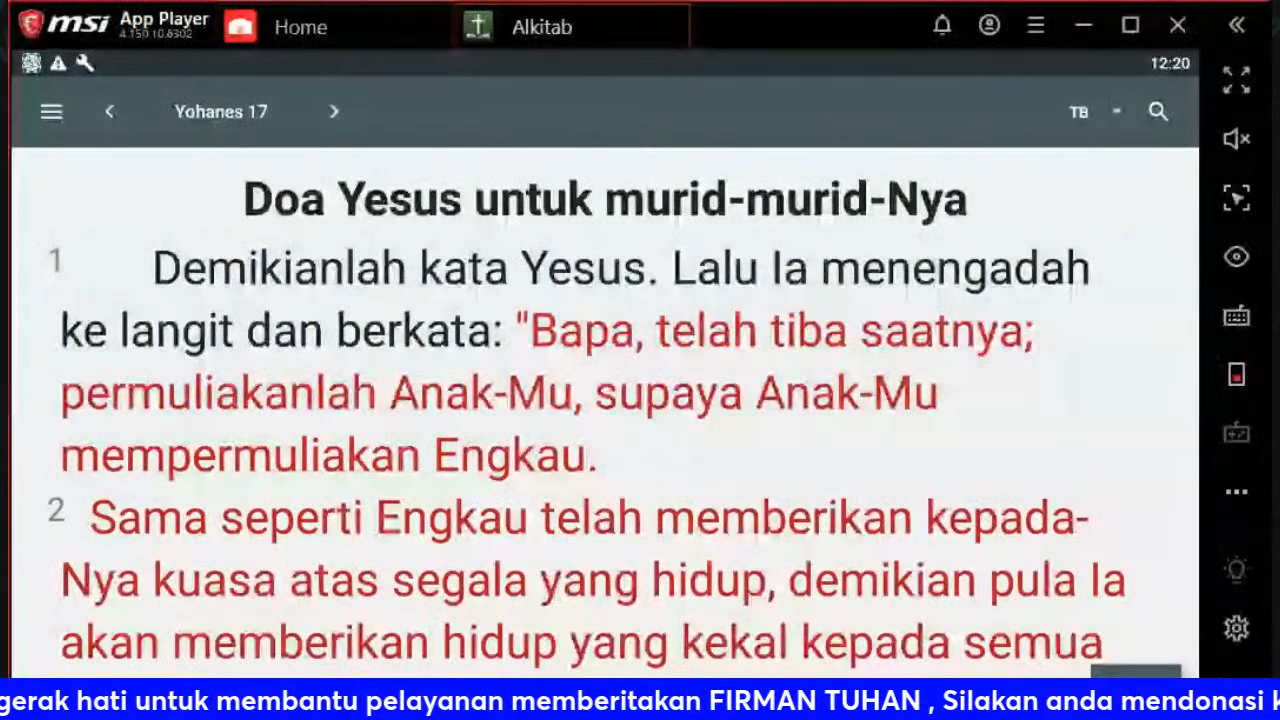 msi App Player
4.150.10.6302
Home
Alkitab
12:20
Yohanes 17
TB
Doa Yesus untuk murid-murid-Nya
1 Demikianlah kata Yesus. Lalu Ia menengadah
ke langit dan berkata: "Bapa, telah tiba saatnya;
permuliakanlah Anak-Mu, supaya Anak-Mu
mempermuliakan Engkau.
2 Sama seperti Engkau telah memberikan kepada-
Nya kuasa atas segala yang hidup, demikian pula Ia
akan memberikan hidup yang kekal kepada semua
gerak hati untuk membantu pelayanan memberitakan FIRMAN TUHAN , Silakan anda mendonasi